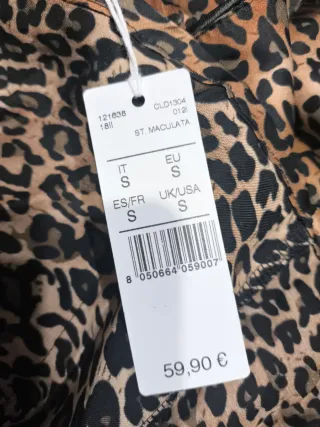 121636 CLD1304
18II 012I
ST. MACULATA
IT EU
S S
ES/FR UK/USA
S S
8 050664 059007
59,90 €